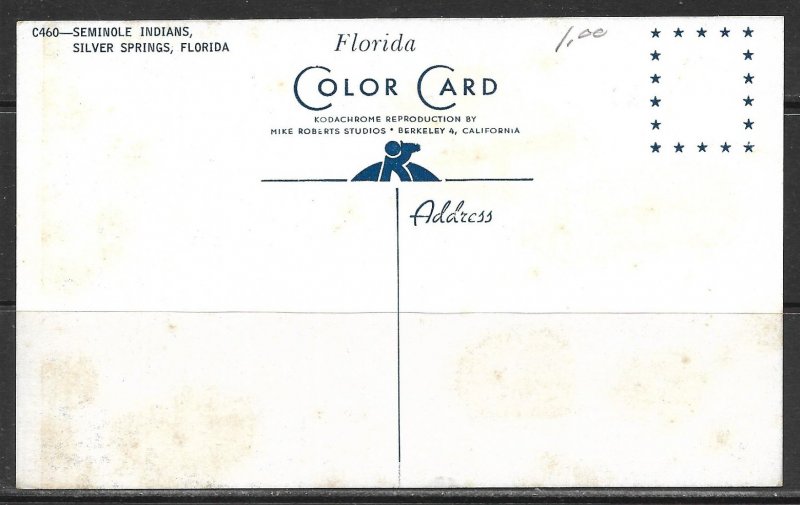 C460—SEMINOLE INDIANS,
SILVER SPRINGS, FLORIDA
Florida
COLOR CARD
KODACHROME REPRODUCTION BY
MIKE ROBERTS STUDIOS * BERKELEY 4, CALIFORNIA
1.00
Address